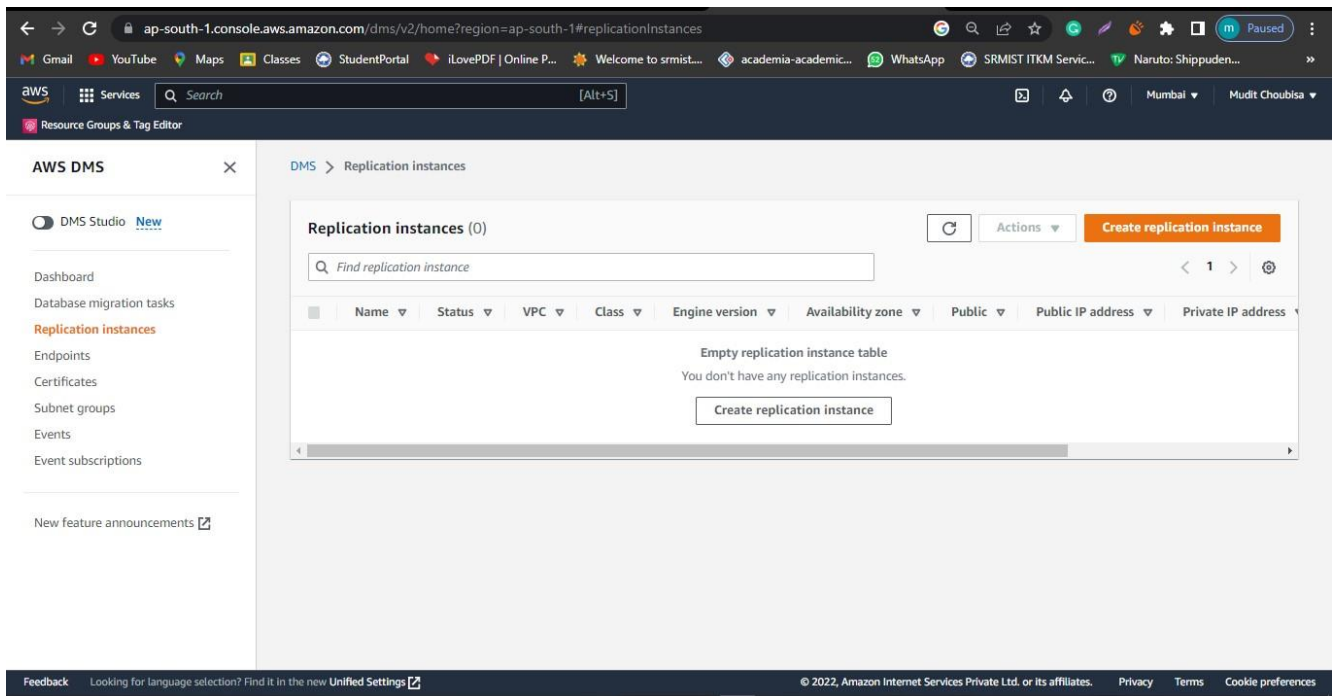 ap-south-1.console.aws.amazon.com/dms/v2/home?region=ap-south-1#replicationInstances
Paused
Gmail YouTube Maps Classes StudentPortal iLovePDF | Online P... Welcome to srmist.... academia-academic... WhatsApp SRMIST ITKM Servic... Naruto: Shippuden... »
aws Services Search [Alt+S] Mumbai Mudit Choubisa
Resource Groups & Tag Editor
AWS DMS
DMS > Replication instances
DMS Studio New
Dashboard
Database migration tasks
Replication instances
Endpoints
Certificates
Subnet groups
Events
Event subscriptions
New feature announcements
Replication instances (0) Actions Create replication instance
Find replication instance 1
Name Status VPC Class Engine version Availability zone Public Public IP address Private IP address
Empty replication instance table
You don't have any replication instances.
Create replication instance
Feedback Looking for language selection? Find it in the new Unified Settings © 2022, Amazon Internet Services Private Ltd. or its affiliates. Privacy Terms Cookie preferences